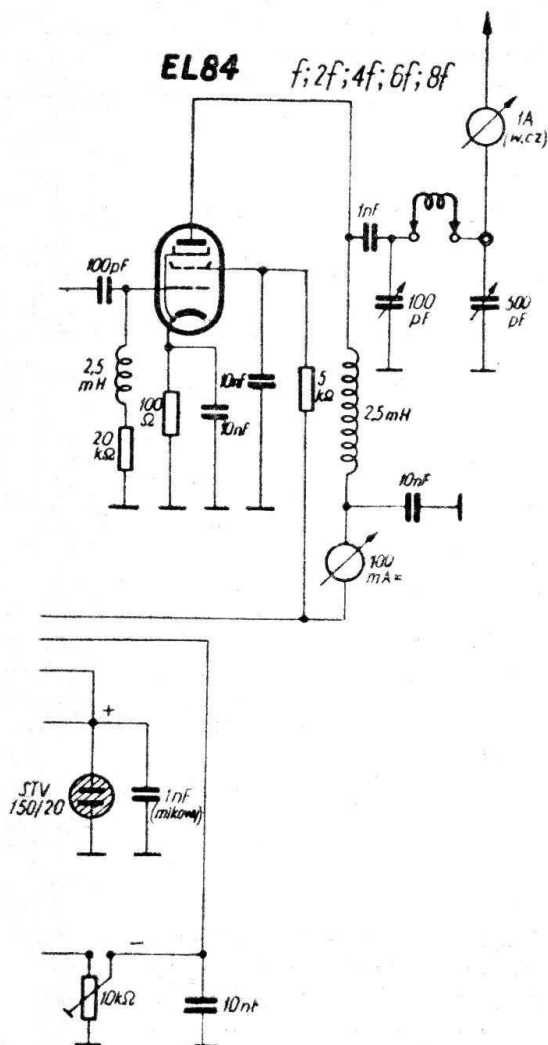 EL84 f; 2f; 4f; 6f; 8f
1A
(w.cz)
1nF
100pF
100
pF
500
pF
2,5
mH
20
kΩ
100
Ω
10nF
10nF
5
kΩ
2,5mH
10nF
100
mA=
+
STV
150/20
1nF
(mikowy)
−
10kΩ
10nF